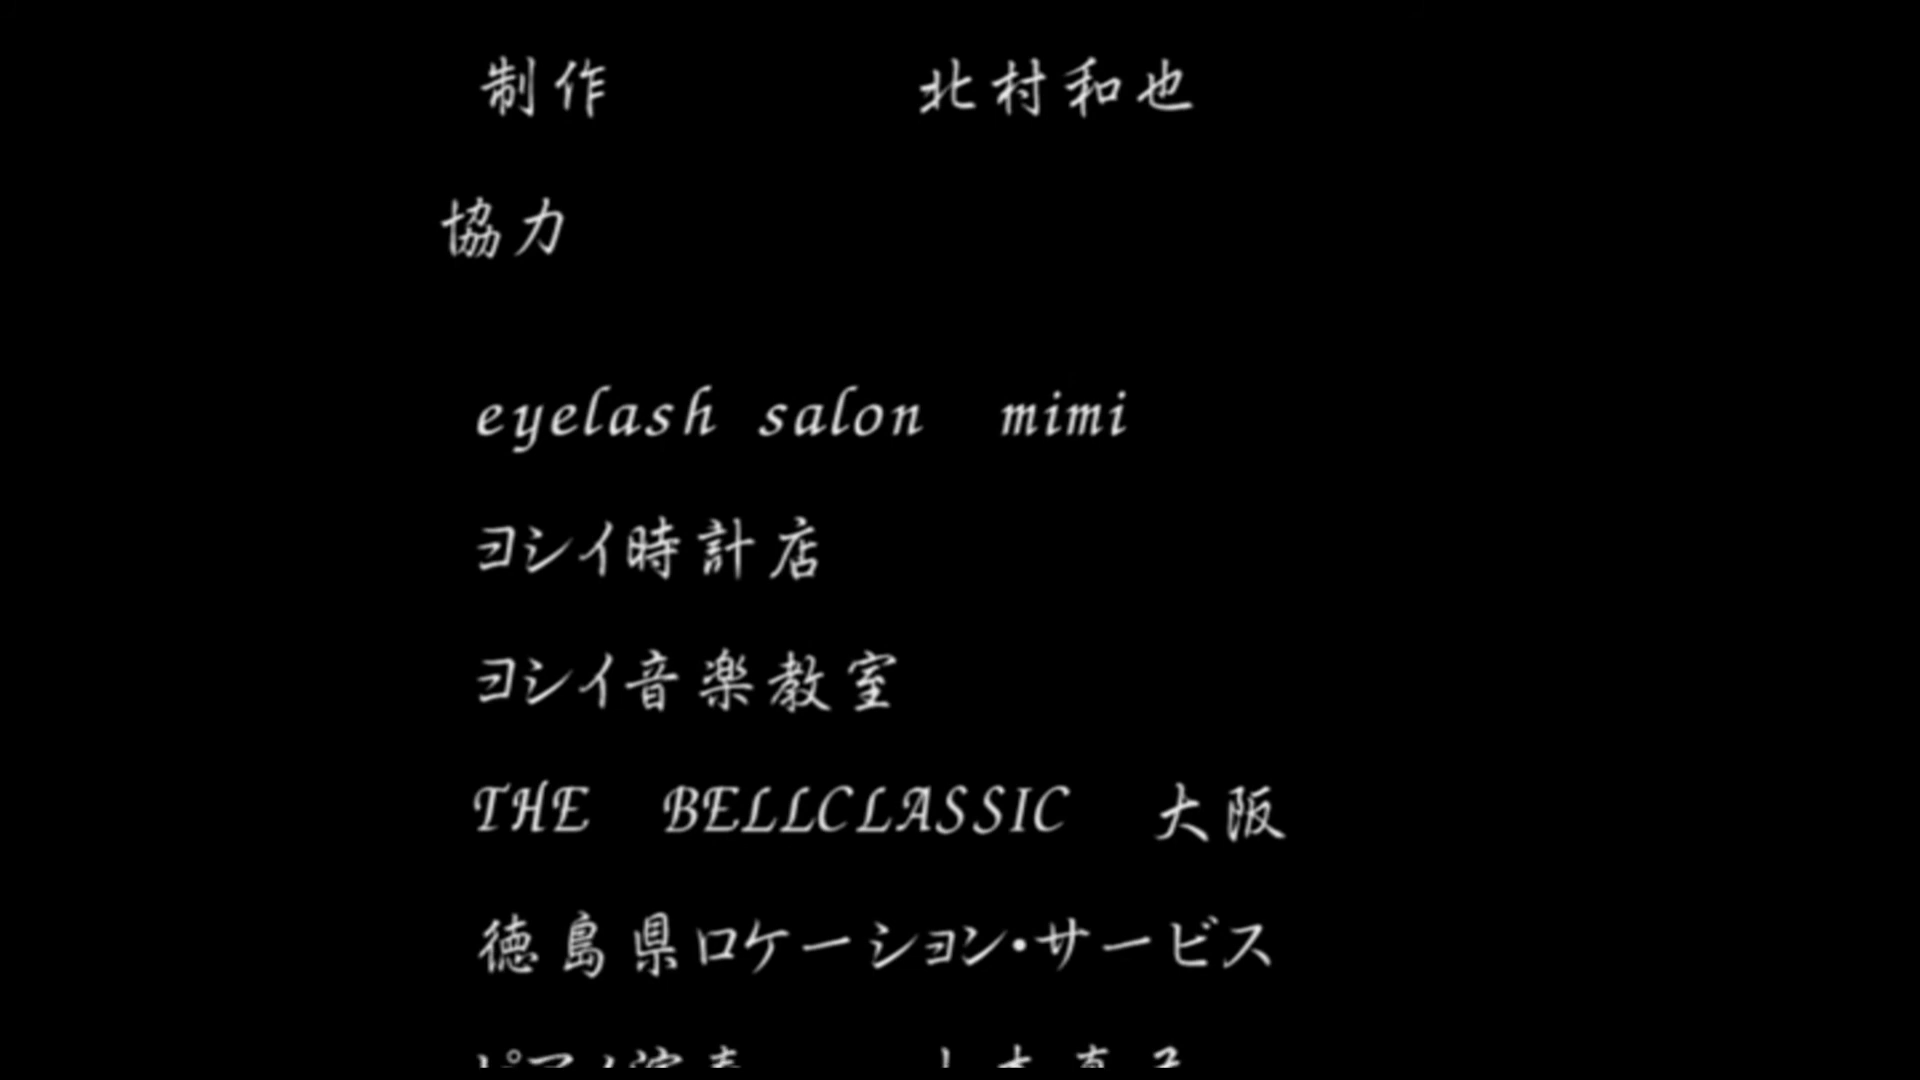 制作　北村和也
協力
eyelash salon mimi
ヨシイ時計店
ヨシイ音楽教室
THE BELLCLASSIC 大阪
徳島県ロケーション・サービス